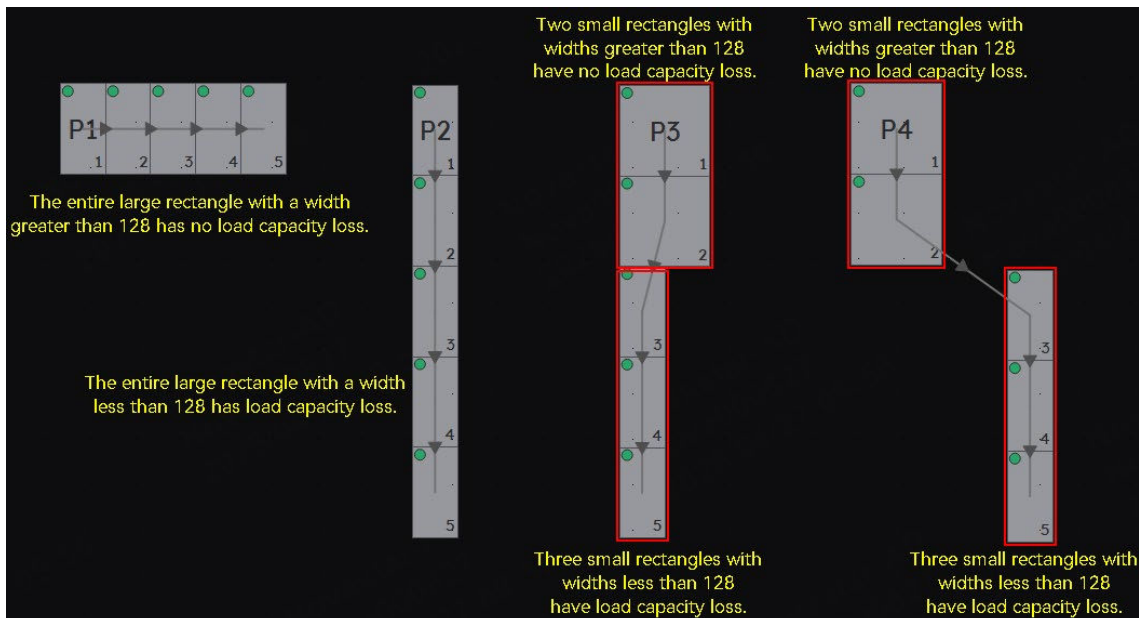 Two small rectangles with
widths greater than 128
have no load capacity loss.
Two small rectangles with
widths greater than 128
have no load capacity loss.
P1
.1
.2
.3
.4
.5
The entire large rectangle with a width
greater than 128 has no load capacity loss.
P2
1
2
3
4
5
The entire large rectangle with a width
less than 128 has load capacity loss.
P3
1
2
3
4
5
Three small rectangles with
widths less than 128
have load capacity loss.
P4
1
2
3
4
5
Three small rectangles with
widths less than 128
have load capacity loss.